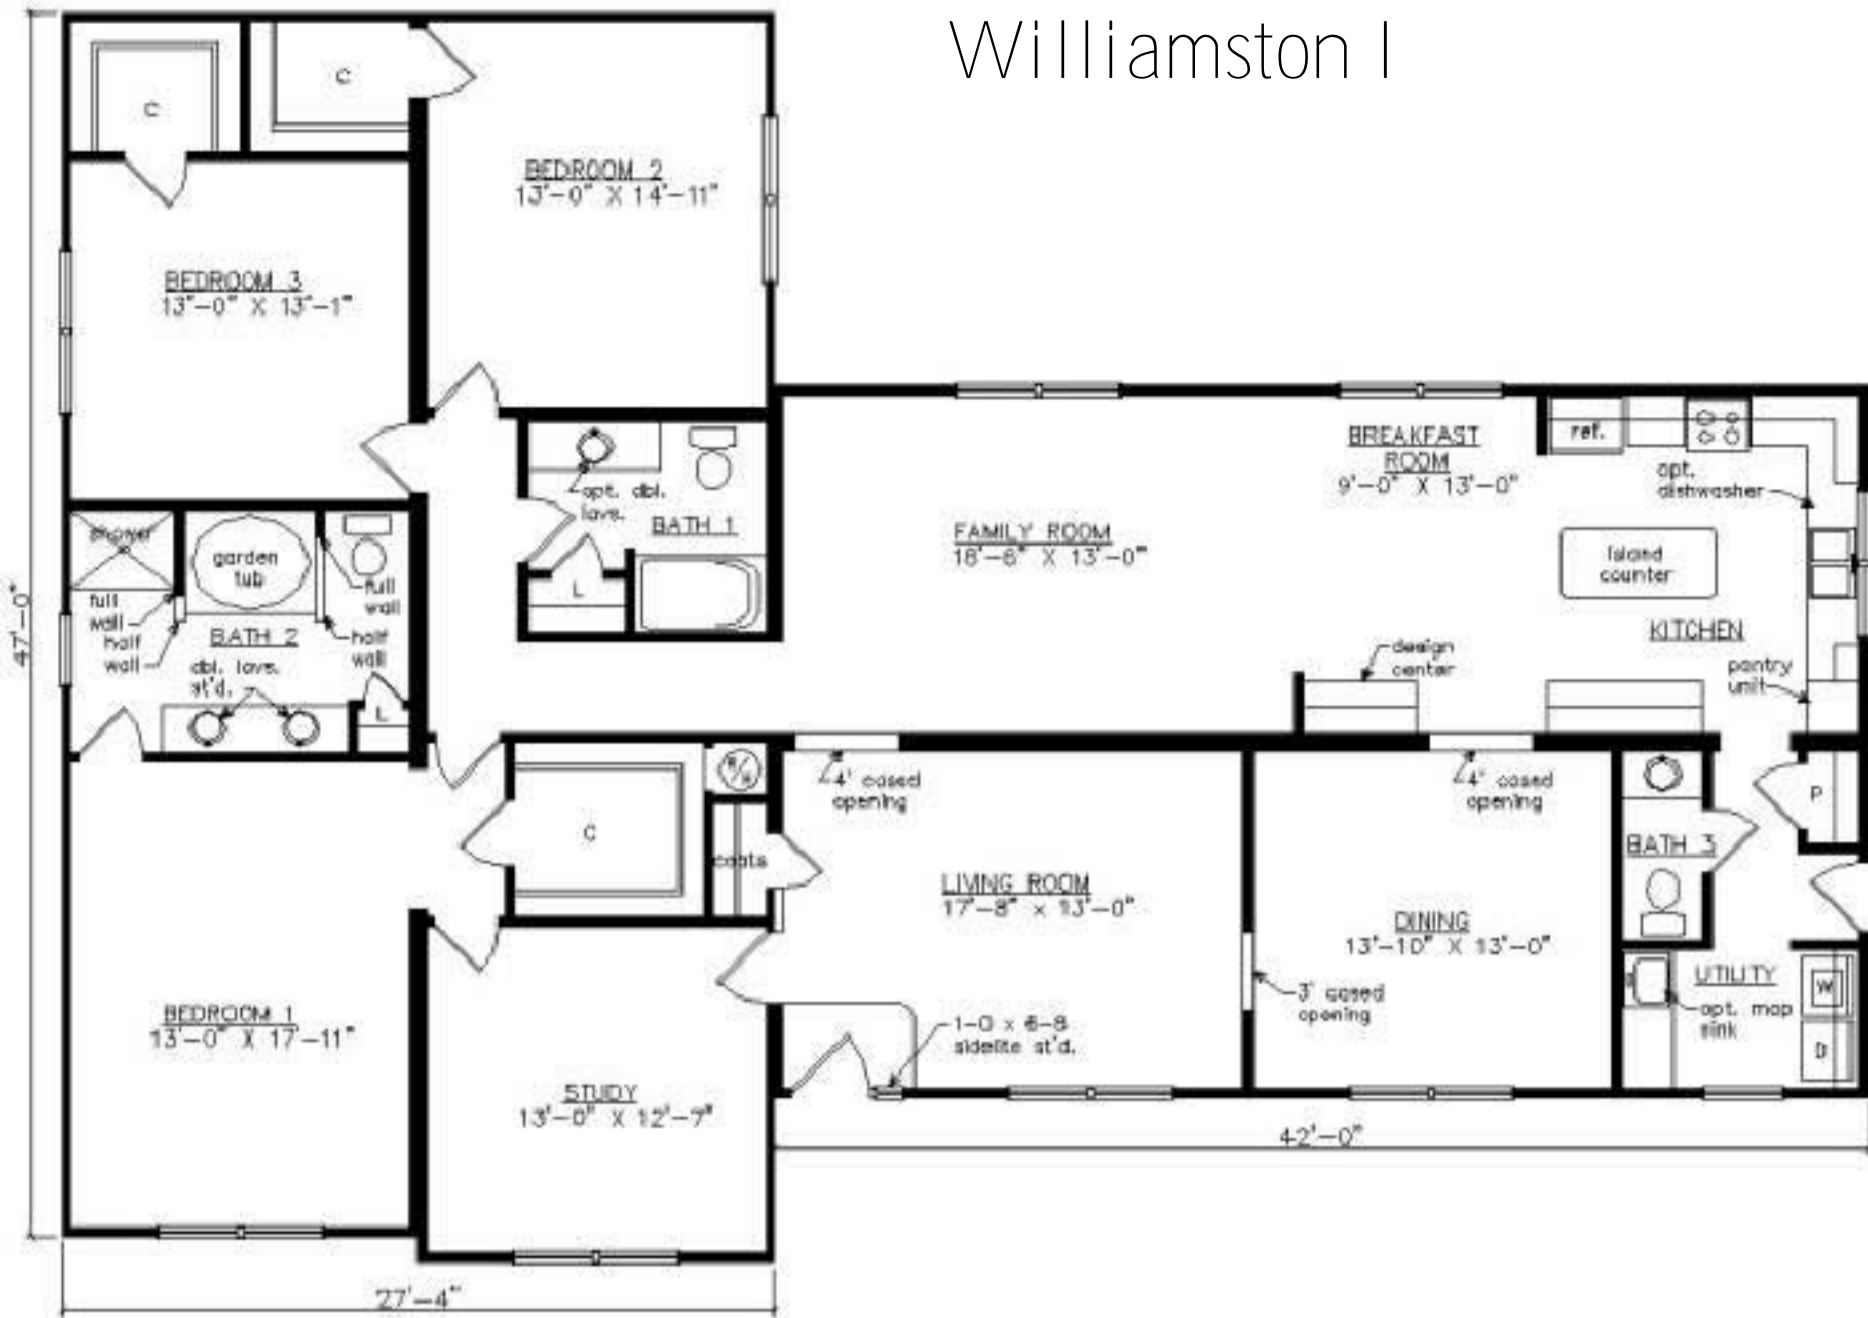 Williamston I
C
C
BEDROOM 2
13'-0" X 14'-11"
BEDROOM 3
13'-0" X 13'-1"
BREAKFAST
ROOM
9'-0" X 13'-0"
ref.
opt.
dishwasher
opt. dbl.
lavs.
BATH 1
L
FAMILY ROOM
18'-6" X 13'-0"
Island
counter
KITCHEN
design
center
pantry
unit
shower
garden
tub
full
wall
half
wall
full
wall
half
wall
BATH 2
dbl. lavs.
st'd.
L
47'-0"
4' cased
opening
4' cased
opening
C
coats
P
BATH 3
LIVING ROOM
17'-8" x 13'-0"
DINING
13'-10" X 13'-0"
3' cased
opening
UTILITY
W
opt. mop
sink
D
1-0 x 6-8
sidelite st'd.
BEDROOM 1
13'-0" X 17'-11"
STUDY
13'-0" X 12'-7"
42'-0"
27'-4"